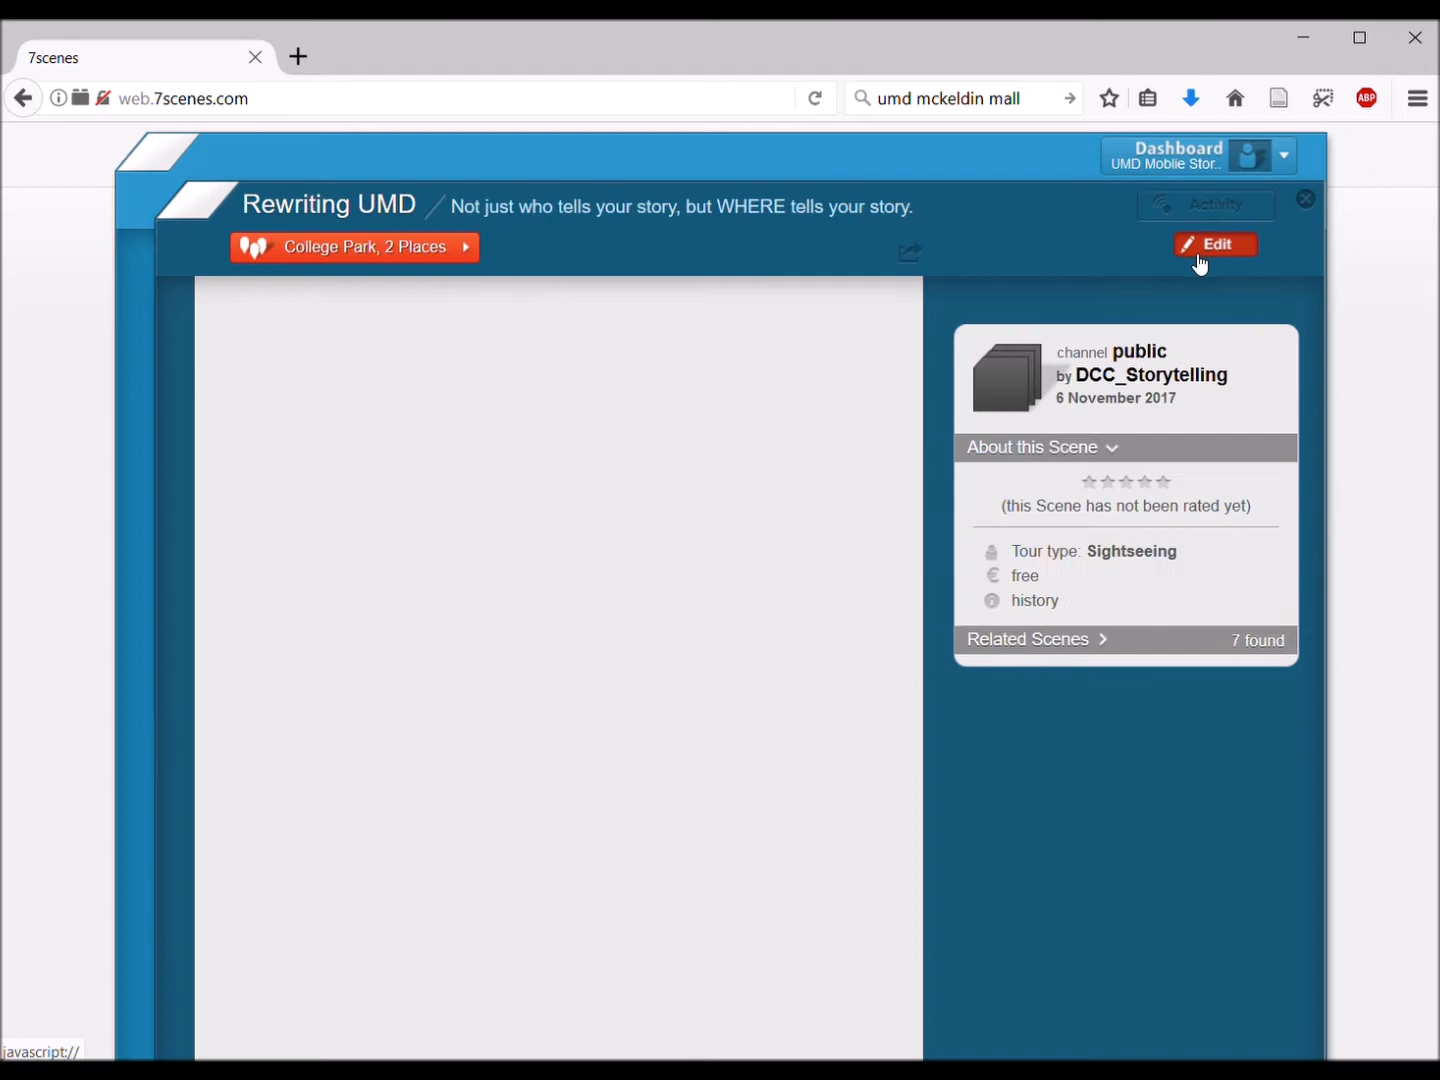 7scenes
web.7scenes.com
umd mckeldin mall
ABP
Dashboard
UMD Moblie Stor..
Rewriting UMD / Not just who tells your story, but WHERE tells your story.
Activity
College Park, 2 Places
Edit
channel public
by DCC_Storytelling
6 November 2017
About this Scene
(this Scene has not been rated yet)
Tour type: Sightseeing
€ free
history
Related Scenes 7 found
javascript://